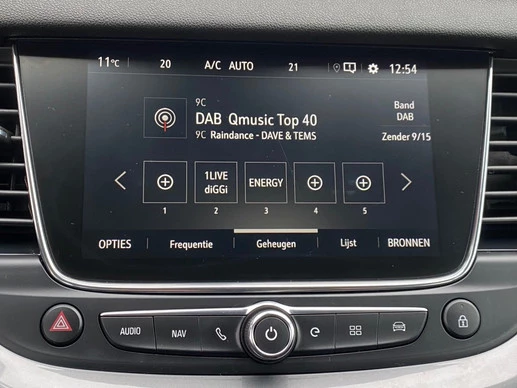 11°C 20 A/C AUTO 21 12:54
9C
DAB Qmusic Top 40
9C Raindance - DAVE & TEMS
Band
DAB
Zender 9/15
1LIVE
diGGi
ENERGY
1 2 3 4 5
OPTIES Frequentie Geheugen Lijst BRONNEN
AUDIO NAV